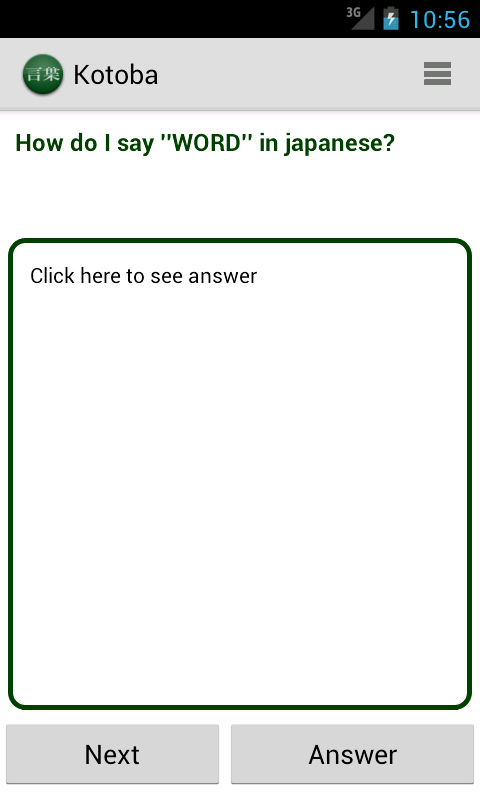 3G 10:56
言葉 Kotoba
How do I say ''WORD'' in japanese?
Click here to see answer
Next Answer